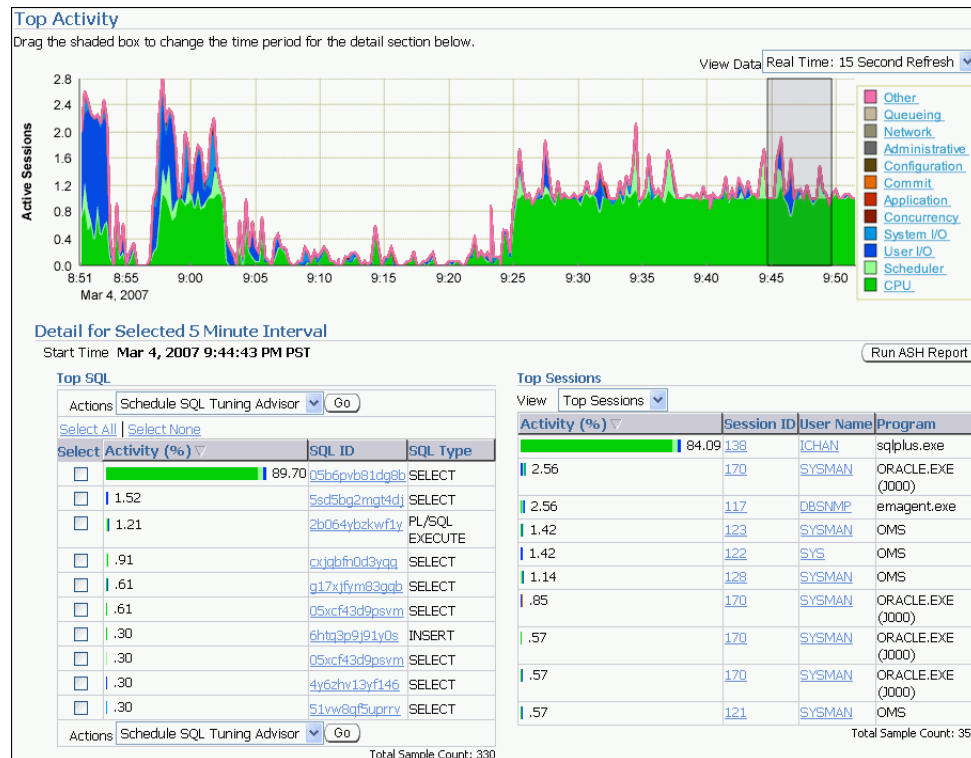 Top Activity
Drag the shaded box to change the time period for the detail section below.
View Data Real Time: 15 Second Refresh
Active Sessions
2.8
2.4
2.0
1.6
1.2
0.8
0.4
0.0
8:51 8:55 9:00 9:05 9:10 9:15 9:20 9:25 9:30 9:35 9:40 9:45 9:50
Mar 4, 2007
Other
Queueing
Network
Administrative
Configuration
Commit
Application
Concurrency
System I/O
User I/O
Scheduler
CPU
Detail for Selected 5 Minute Interval
Start Time Mar 4, 2007 9:44:43 PM PST
Run ASH Report
Top SQL
Actions Schedule SQL Tuning Advisor Go
Select All | Select None
Select Activity (%) SQL ID SQL Type
89.70 05b6pvb81dg8b SELECT
1.52 5sd5bg2mgt4dj SELECT
1.21 2b064ybzkwf1y PL/SQL EXECUTE
.91 cxjqbfn0d3yqq SELECT
.61 g17xjfym83gqb SELECT
.61 05xcf43d9psvm SELECT
.30 6htq3p9j91y0s INSERT
.30 05xcf43d9psvm SELECT
.30 4y6zhv13yf146 SELECT
.30 51vw8qf5uprrv SELECT
Actions Schedule SQL Tuning Advisor Go
Total Sample Count: 330
Top Sessions
View Top Sessions
Activity (%) Session ID User Name Program
84.09 138 ICHAN sqlplus.exe
2.56 170 SYSMAN ORACLE.EXE (J000)
2.56 117 DBSNMP emagent.exe
1.42 123 SYSMAN OMS
1.42 122 SYS OMS
1.14 128 SYSMAN OMS
.85 170 SYSMAN ORACLE.EXE (J000)
.57 170 SYSMAN ORACLE.EXE (J000)
.57 170 SYSMAN ORACLE.EXE (J000)
.57 121 SYSMAN OMS
Total Sample Count: 35